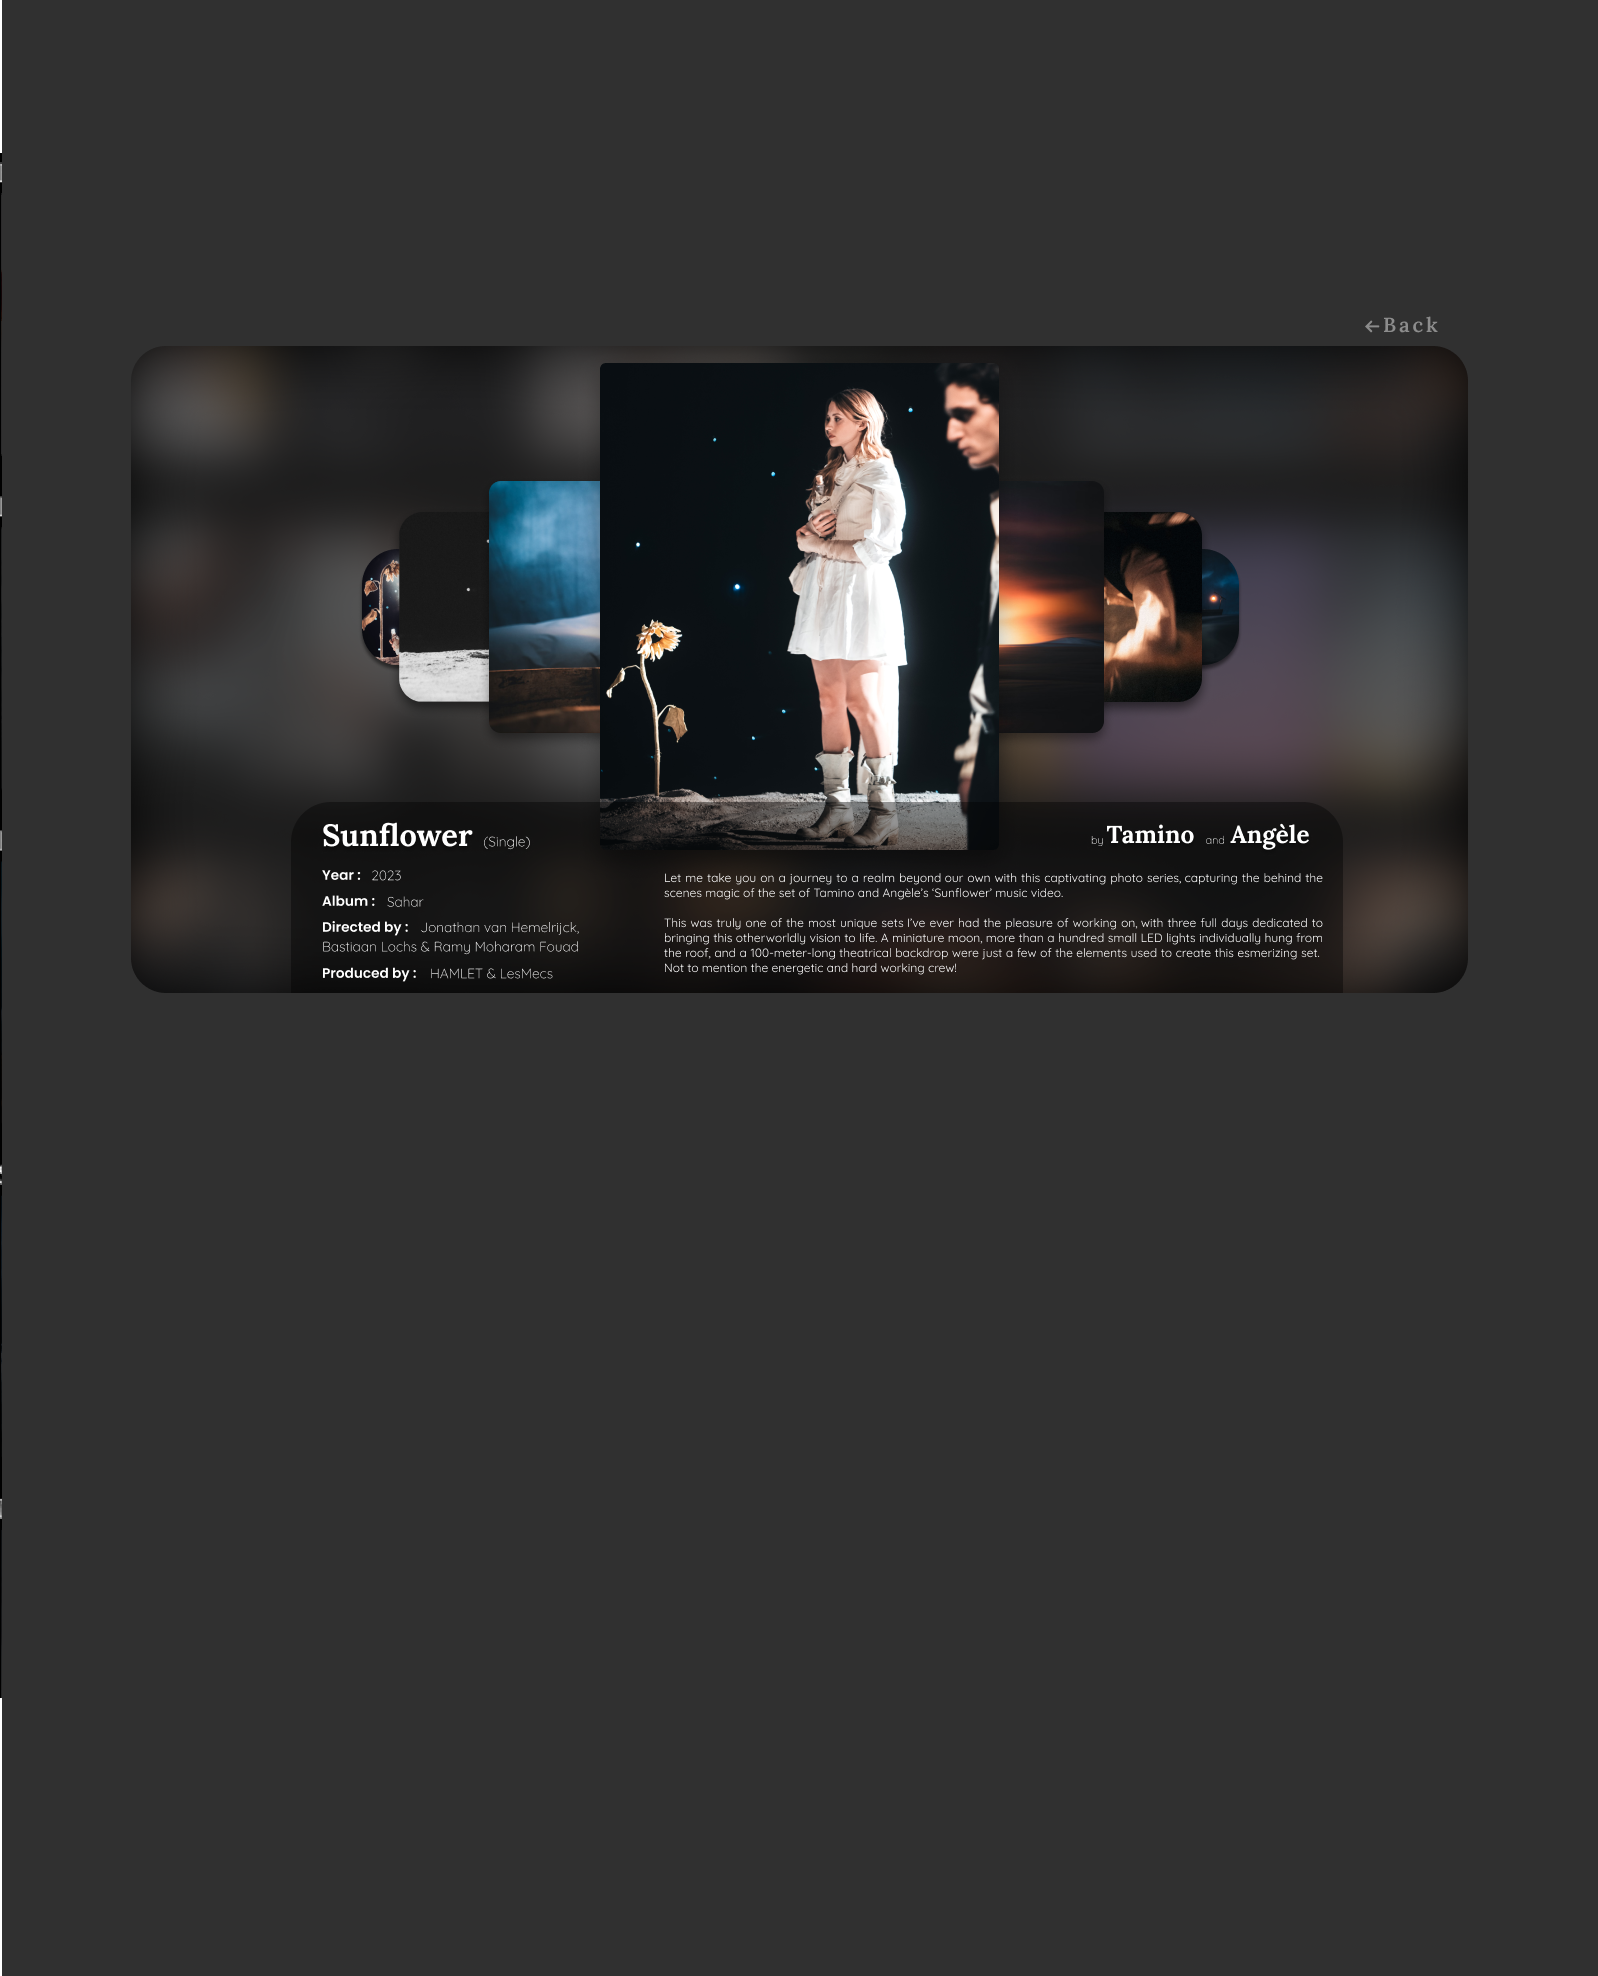 ←Back
Sunflower (Single)
by Tamino and Angèle
Year : 2023
Album : Sahar
Directed by : Jonathan van Hemelrijck,
Bastiaan Lochs & Ramy Moharam Fouad
Produced by : HAMLET & LesMecs
Let me take you on a journey to a realm beyond our own with this captivating photo series, capturing the behind the
scenes magic of the set of Tamino and Angèle's 'Sunflower' music video.
This was truly one of the most unique sets I've ever had the pleasure of working on, with three full days dedicated to
bringing this otherworldly vision to life. A miniature moon, more than a hundred small LED lights individually hung from
the roof, and a 100-meter-long theatrical backdrop were just a few of the elements used to create this esmerizing set.
Not to mention the energetic and hard working crew!